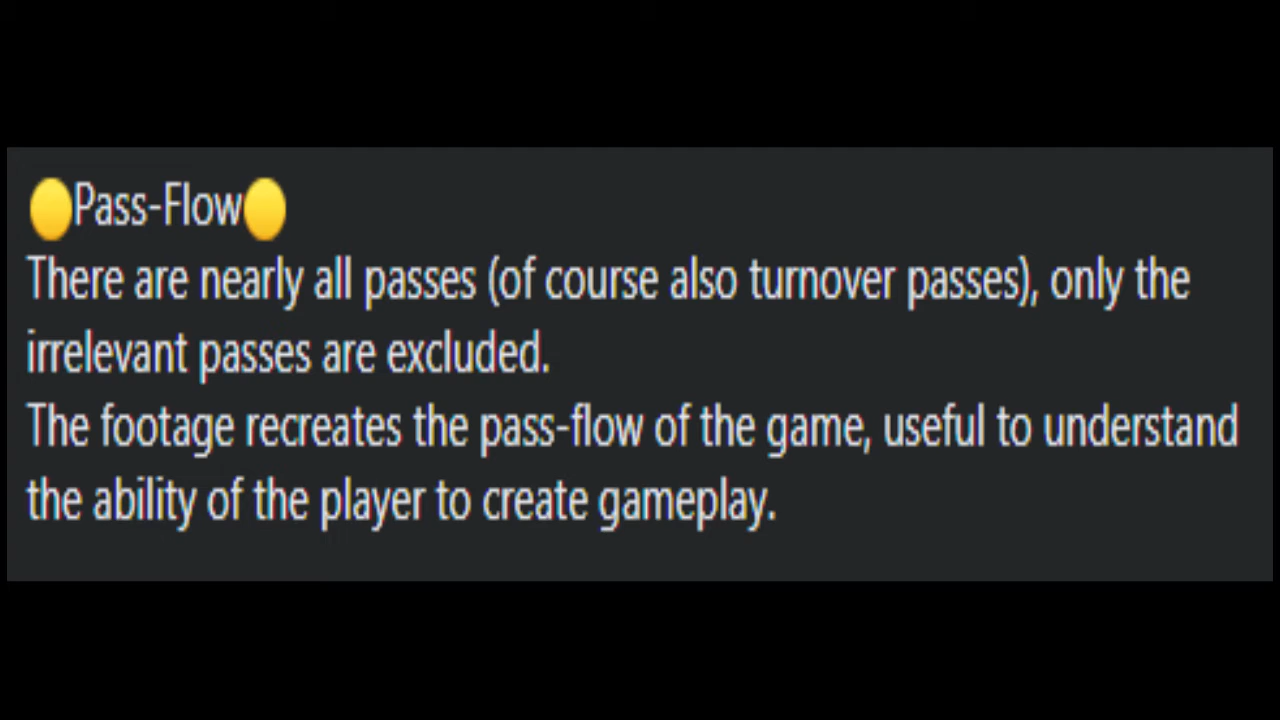 🟡Pass-Flow🟡
There are nearly all passes (of course also turnover passes), only the
irrelevant passes are excluded.
The footage recreates the pass-flow of the game, useful to understand
the ability of the player to create gameplay.